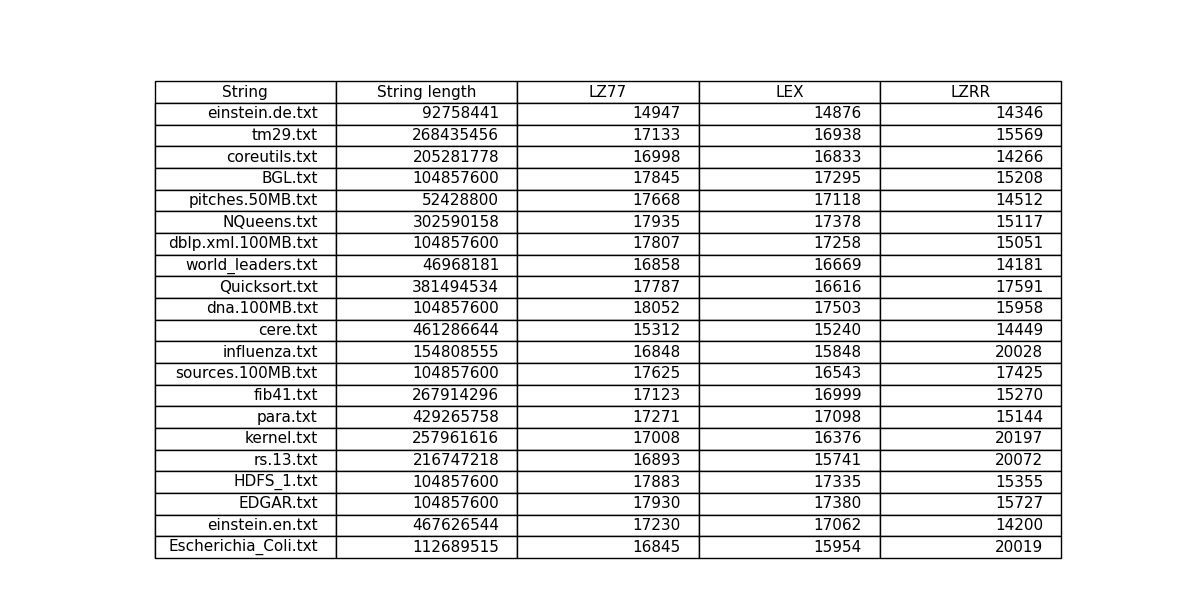 String String length LZ77 LEX LZRR
einstein.de.txt 92758441 14947 14876 14346
tm29.txt 268435456 17133 16938 15569
coreutils.txt 205281778 16998 16833 14266
BGL.txt 104857600 17845 17295 15208
pitches.50MB.txt 52428800 17668 17118 14512
NQueens.txt 302590158 17935 17378 15117
dblp.xml.100MB.txt 104857600 17807 17258 15051
world_leaders.txt 46968181 16858 16669 14181
Quicksort.txt 381494534 17787 16616 17591
dna.100MB.txt 104857600 18052 17503 15958
cere.txt 461286644 15312 15240 14449
influenza.txt 154808555 16848 15848 20028
sources.100MB.txt 104857600 17625 16543 17425
fib41.txt 267914296 17123 16999 15270
para.txt 429265758 17271 17098 15144
kernel.txt 257961616 17008 16376 20197
rs.13.txt 216747218 16893 15741 20072
HDFS_1.txt 104857600 17883 17335 15355
EDGAR.txt 104857600 17930 17380 15727
einstein.en.txt 467626544 17230 17062 14200
Escherichia_Coli.txt 112689515 16845 15954 20019